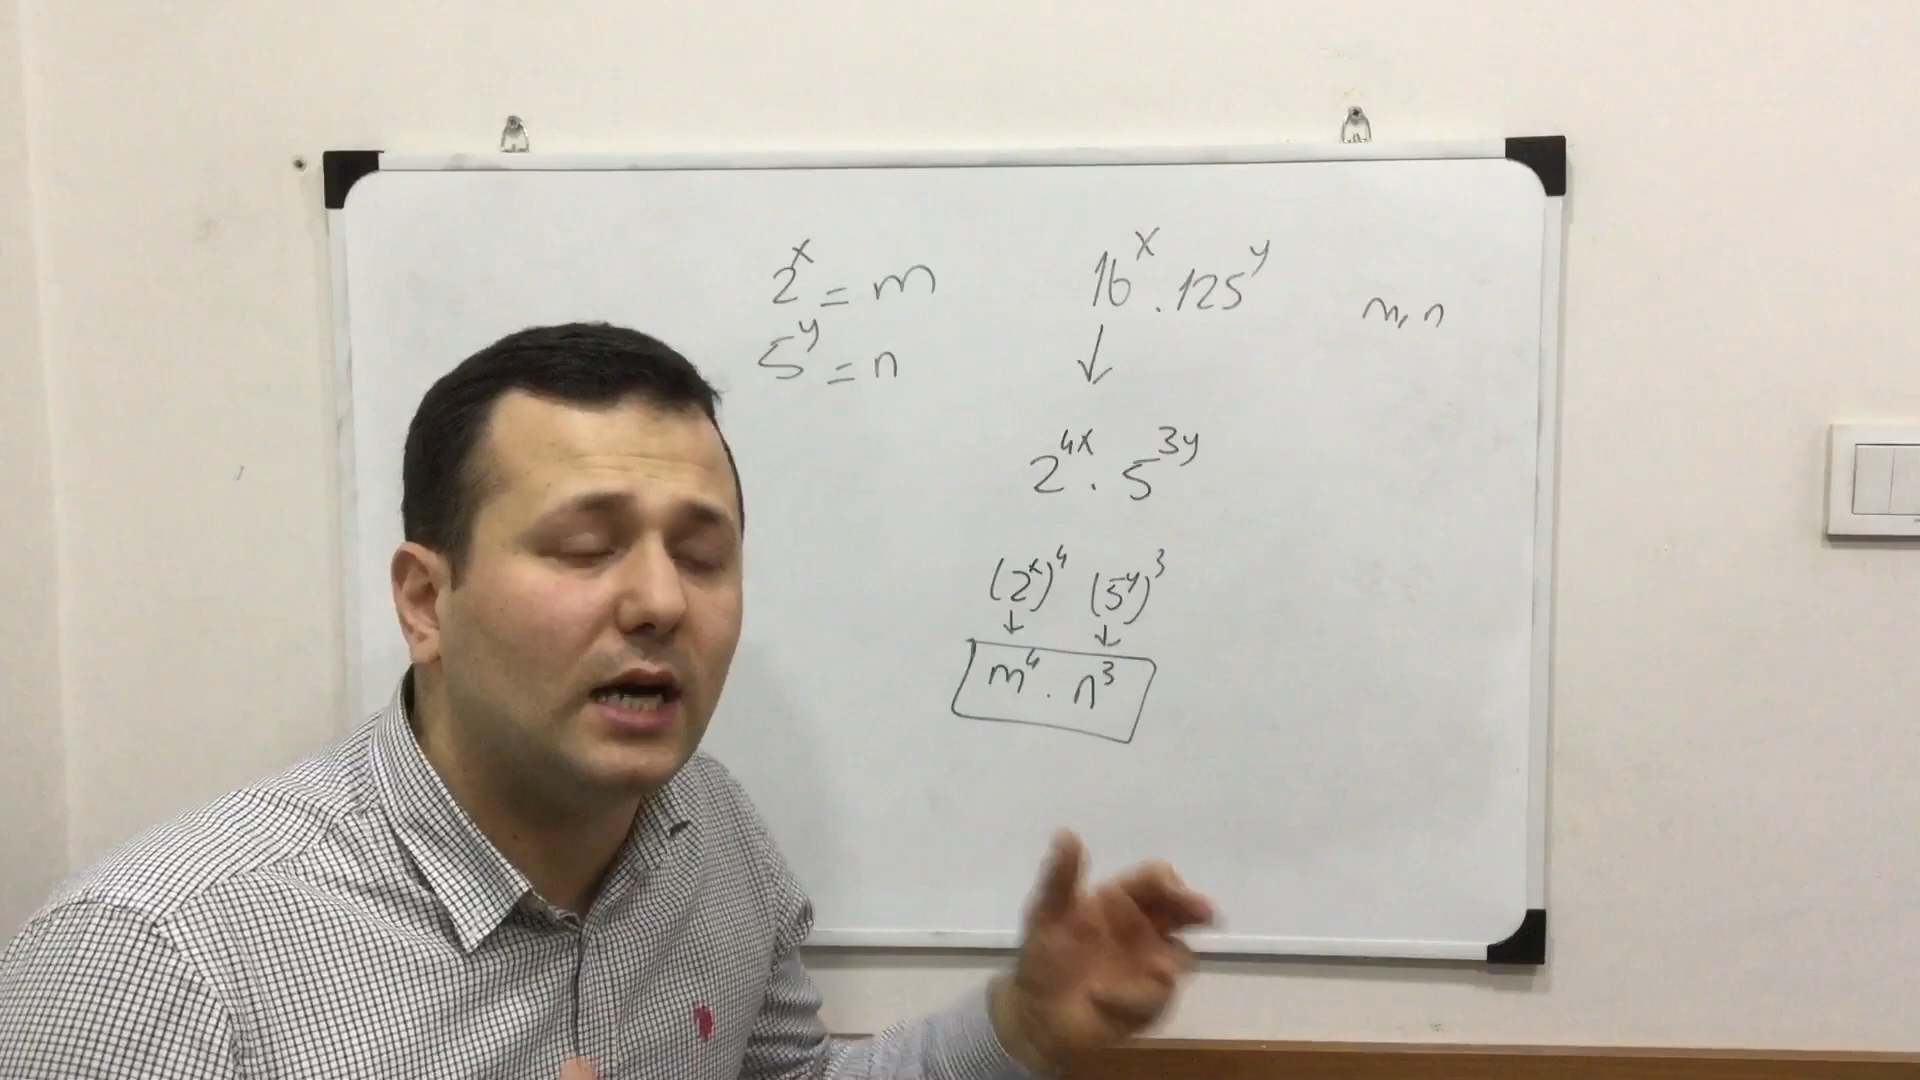 2^x = m
5^y = n
16^x . 125^y
m, n
2^4x . 5^3y
(2^x)^4 (5^y)^3
m^4 . n^3